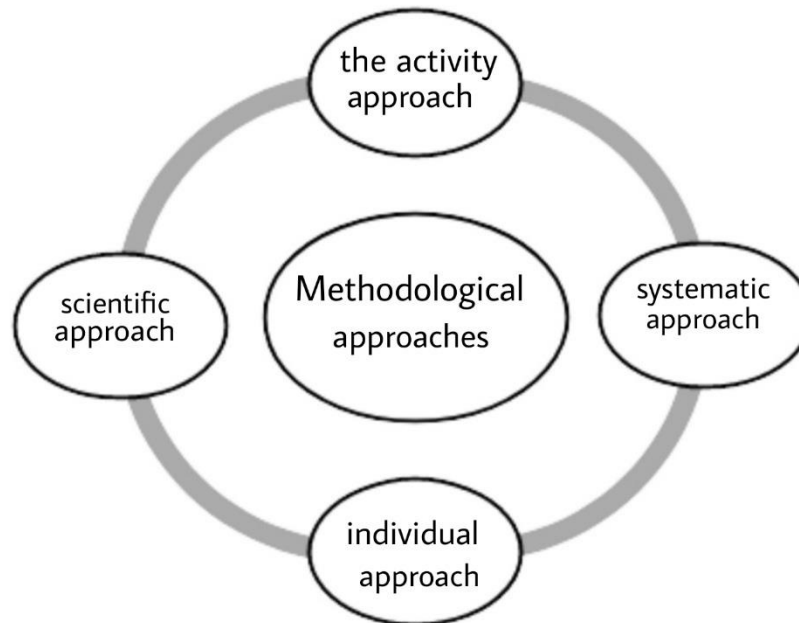 the activity
approach
scientific
approach
Methodological
approaches
systematic
approach
individual
approach